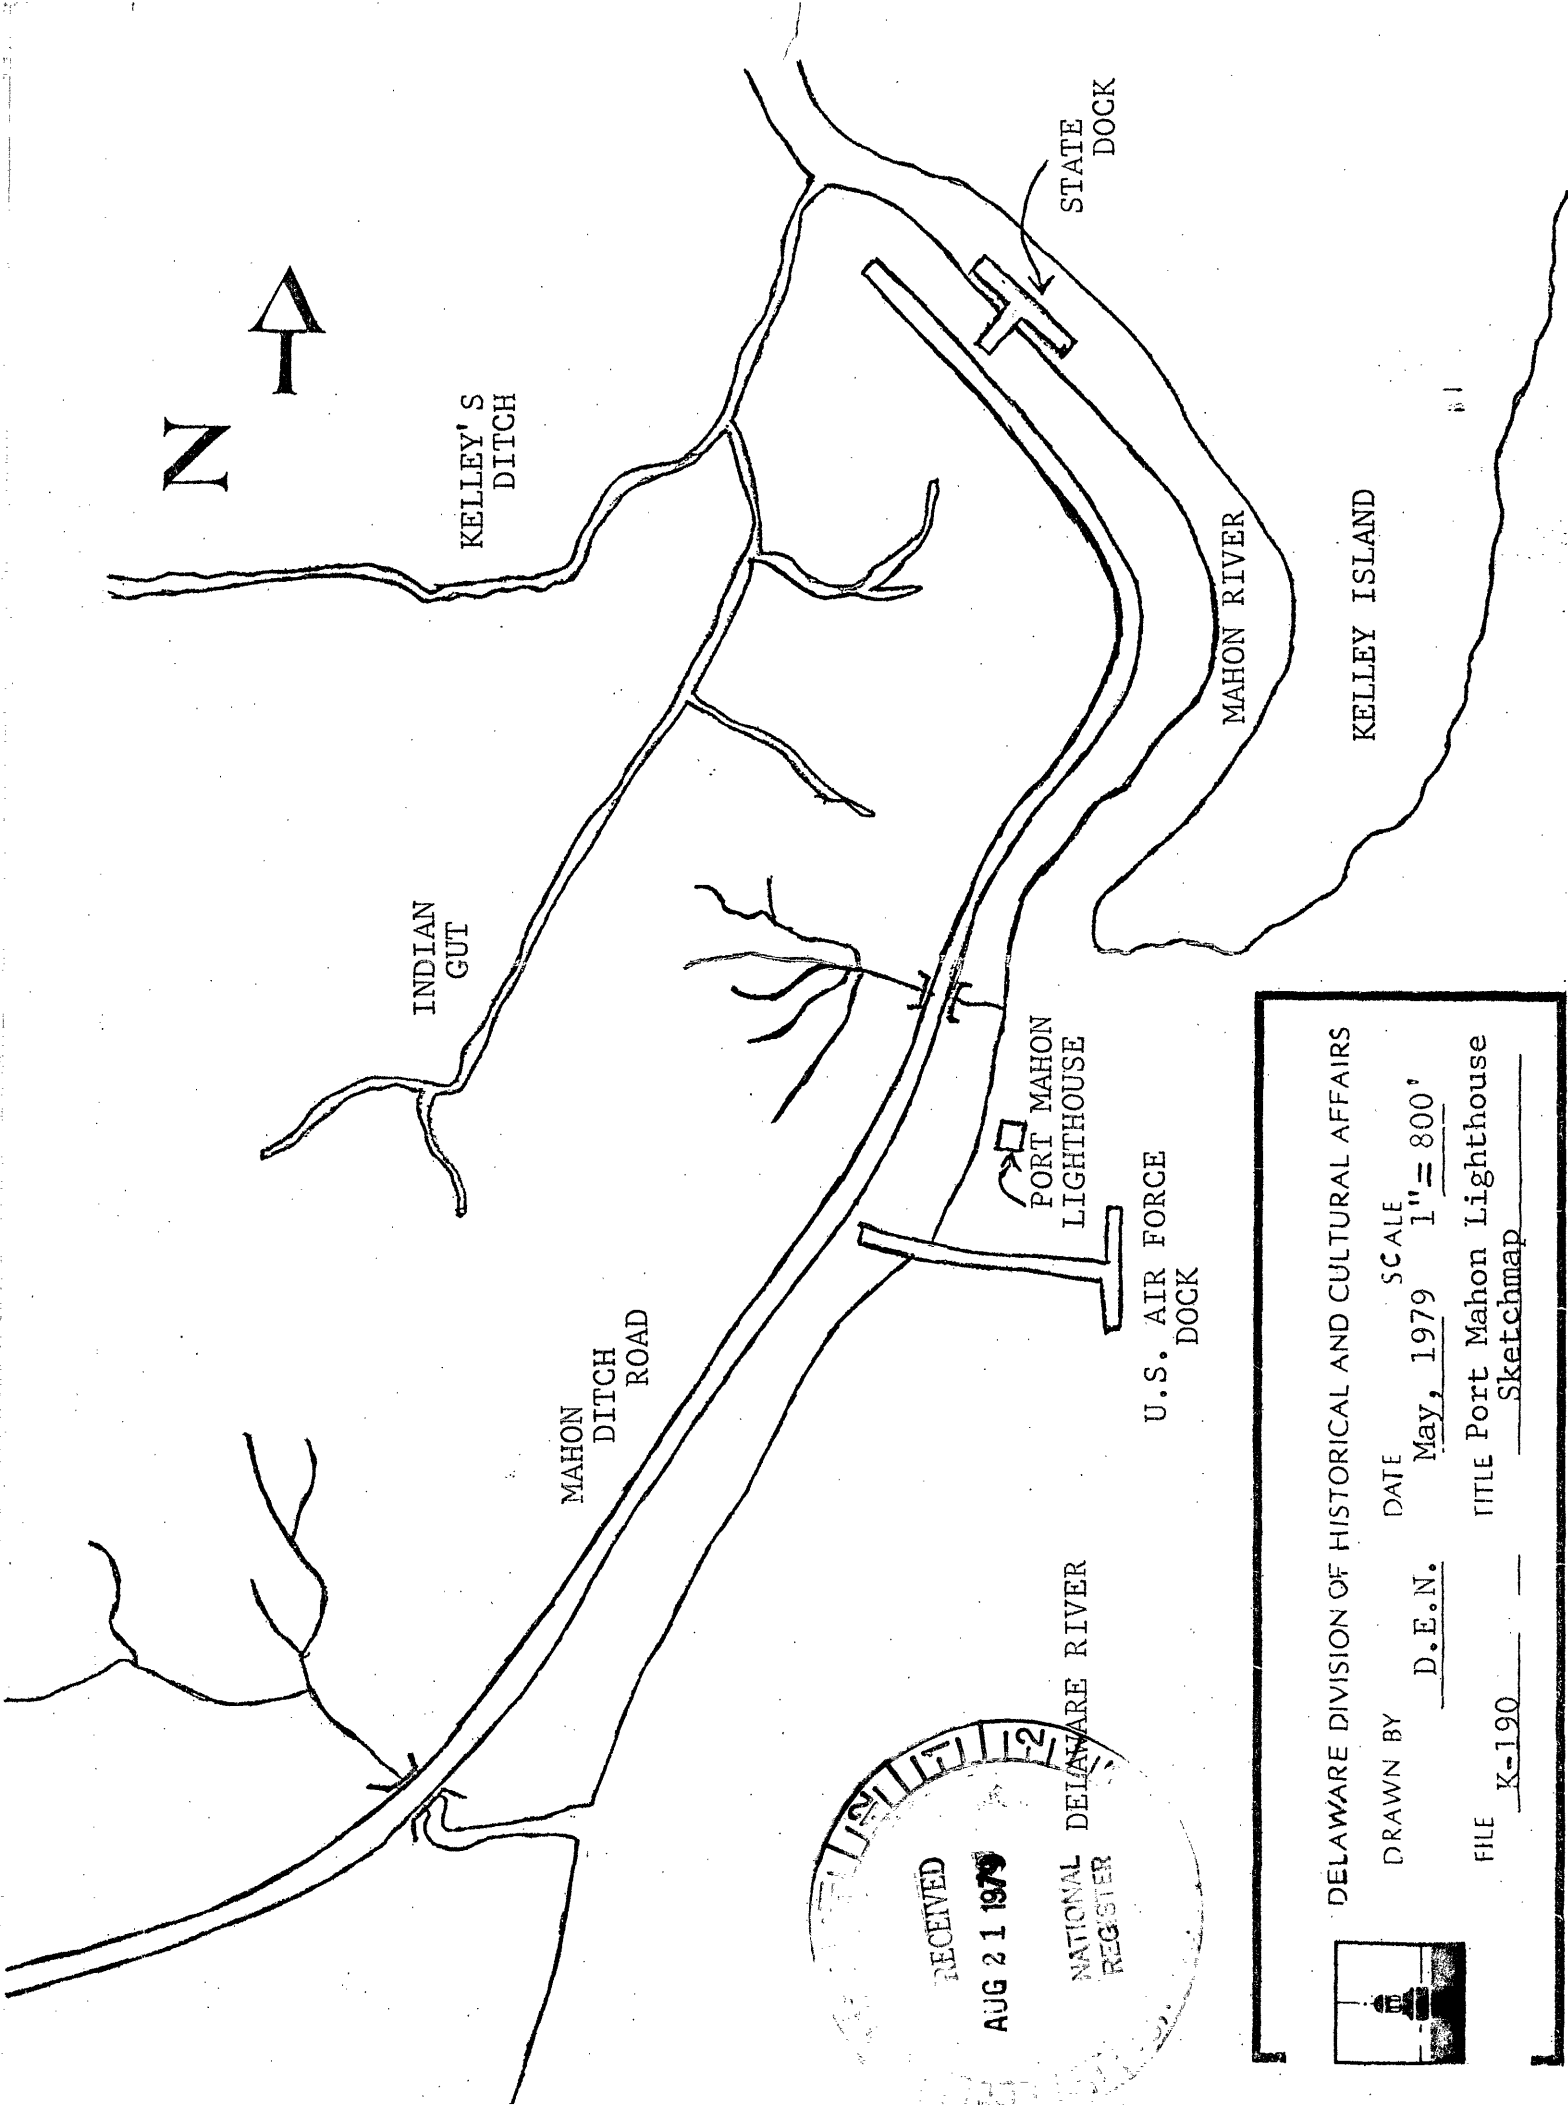 N
KELLEY'S
DITCH
STATE
DOCK
INDIAN
GUT
MAHON RIVER
KELLEY ISLAND
PORT MAHON
LIGHTHOUSE
MAHON
DITCH
ROAD
U.S. AIR FORCE
DOCK
DELAWARE RIVER
RECEIVED
AUG 21 1979
NATIONAL
REGISTER
DELAWARE DIVISION OF HISTORICAL AND CULTURAL AFFAIRS
DRAWN BY DATE SCALE
D.E.N. May, 1979 1"=800'
FILE TITLE Port Mahon Lighthouse
K-190 Sketchmap